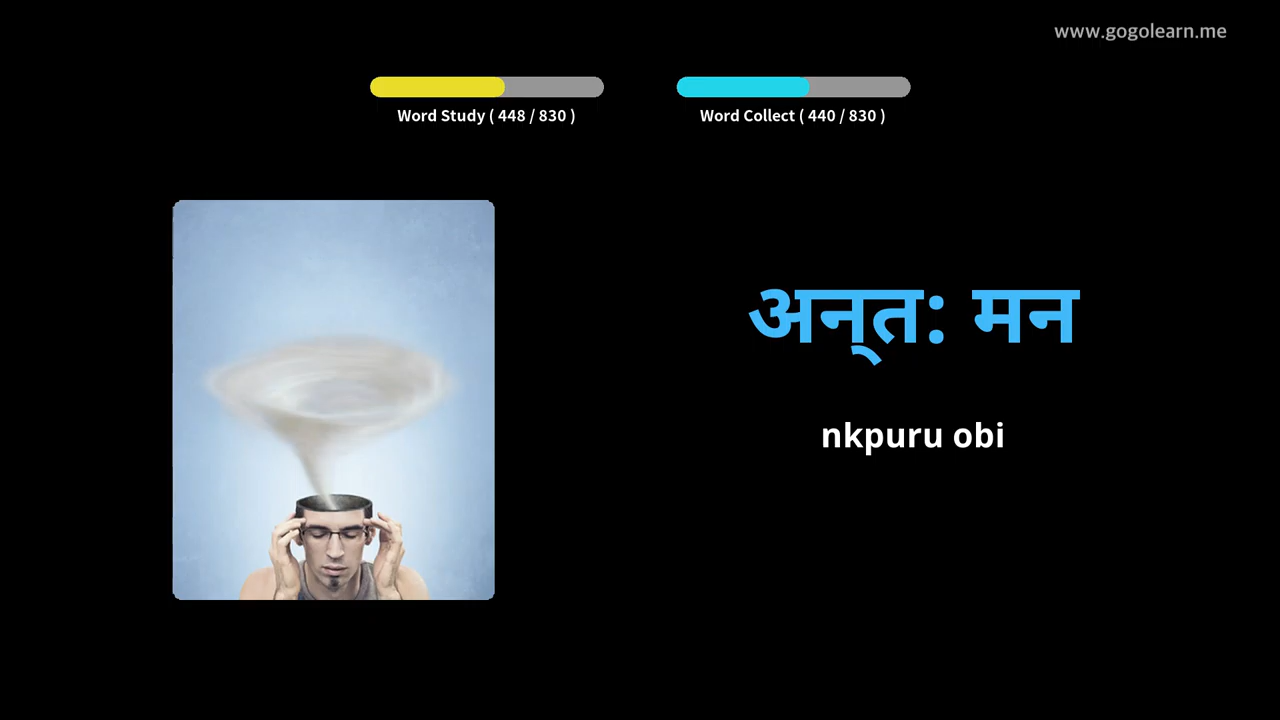 www.gogolearn.me
Word Study ( 448 / 830 )
Word Collect ( 440 / 830 )
अन्‌त: मन
nkpuru obi